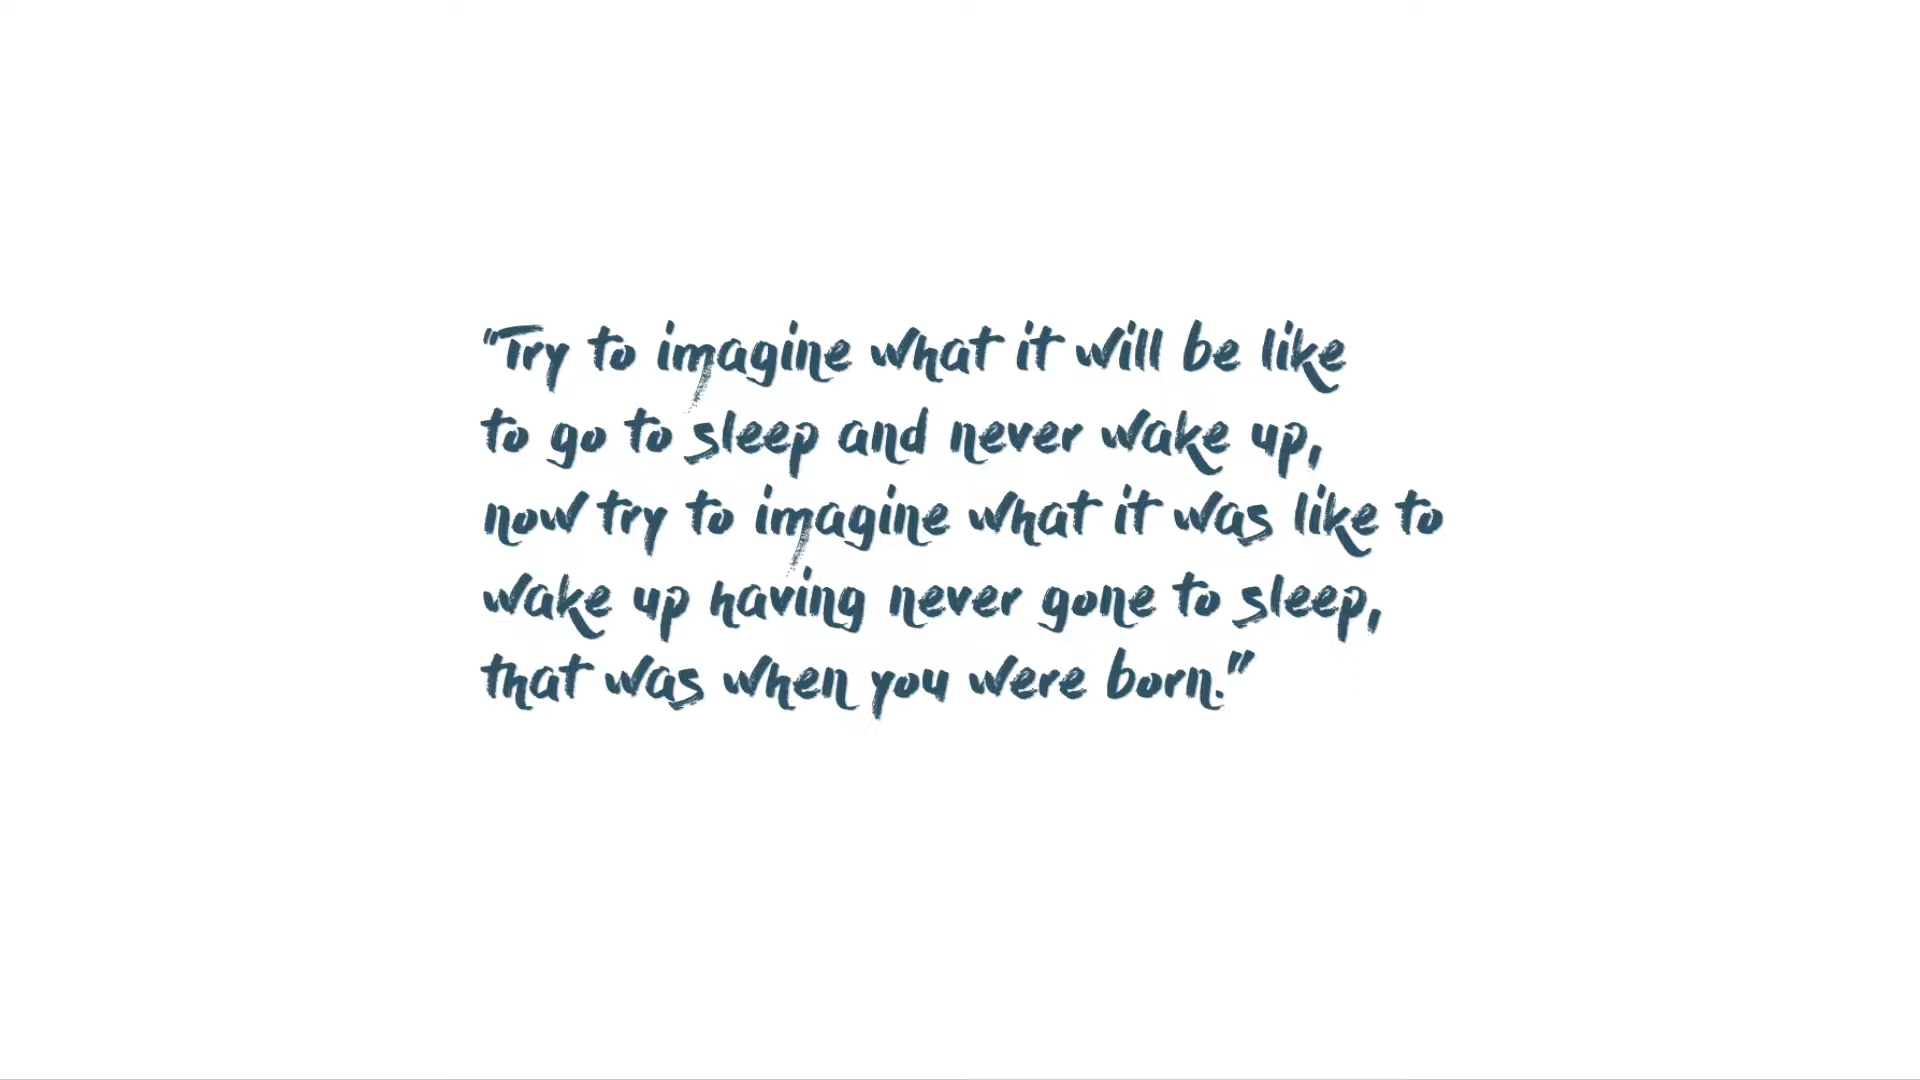 "Try to imagine what it will be like
to go to sleep and never wake up,
now try to imagine what it was like to
wake up having never gone to sleep,
that was when you were born."